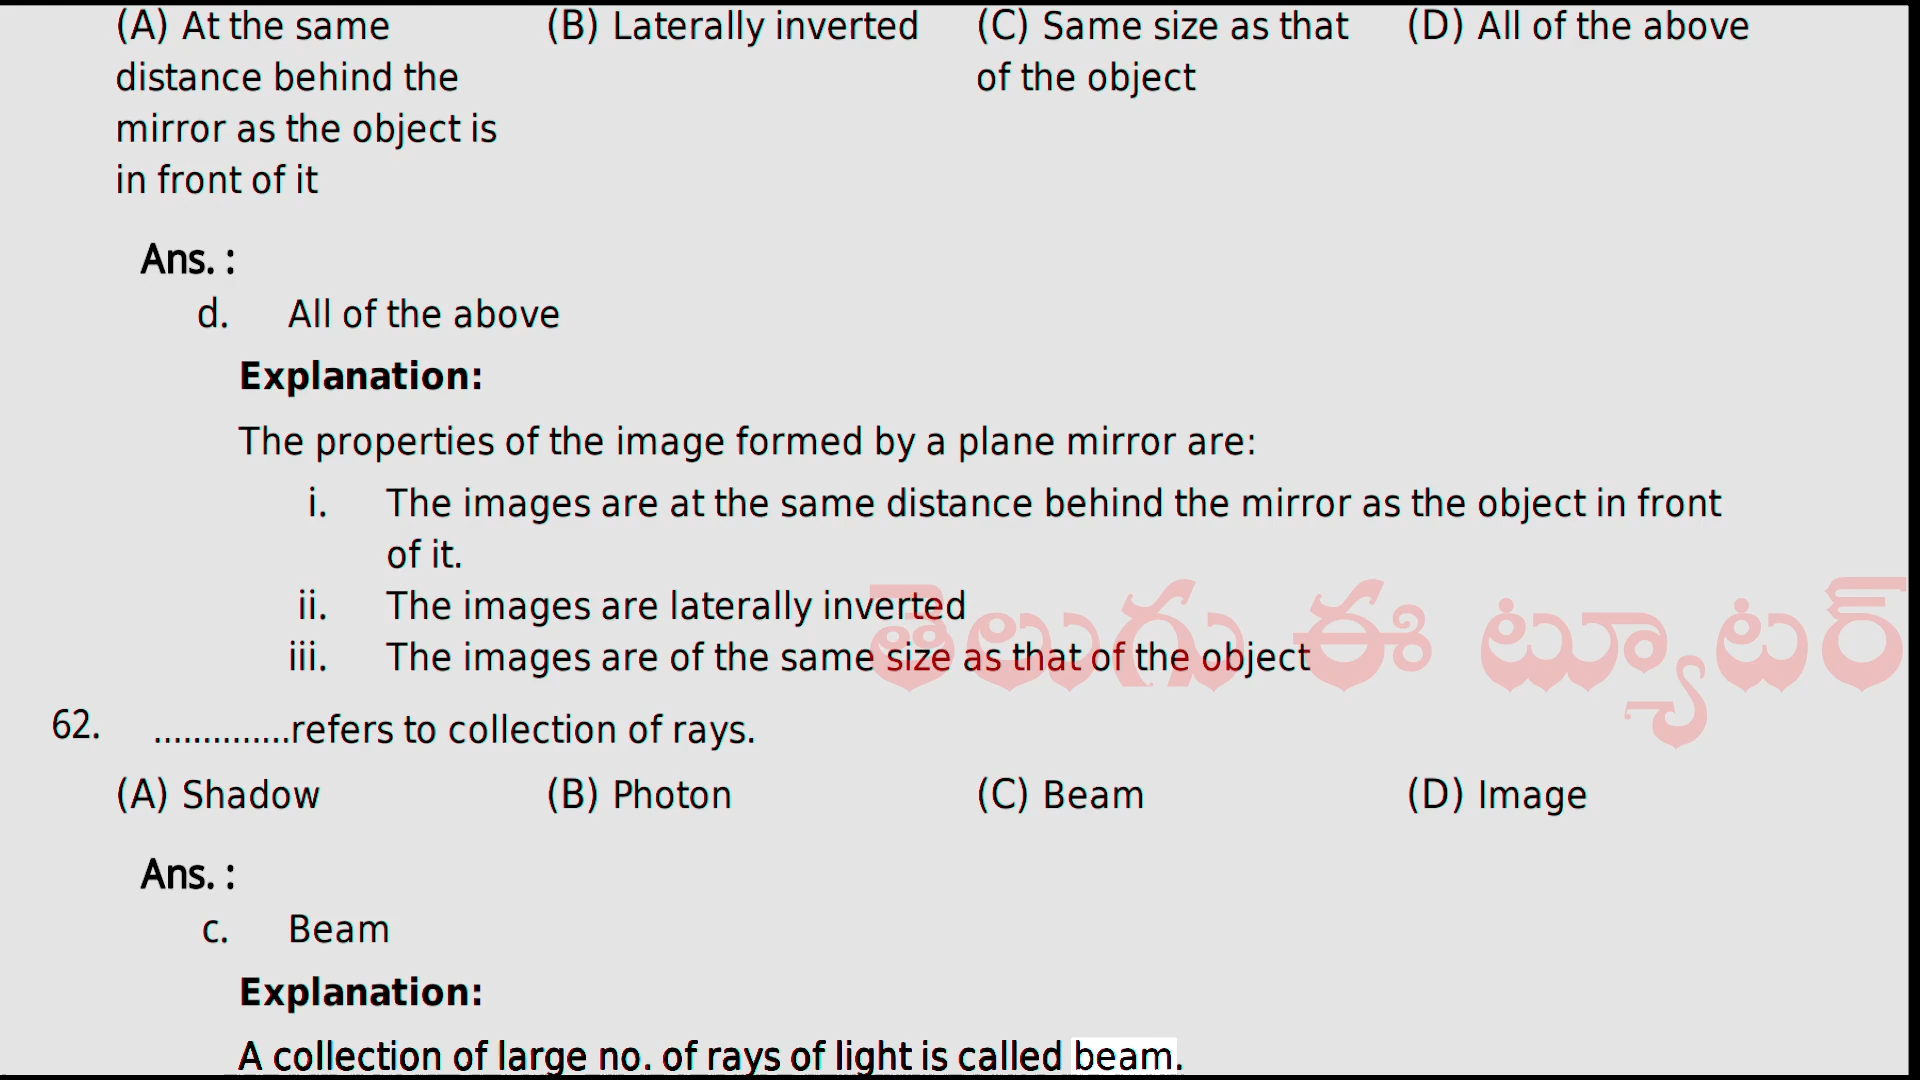 (A) At the same (B) Laterally inverted (C) Same size as that (D) All of the above
distance behind the of the object
mirror as the object is
in front of it
Ans. :
d. All of the above
Explanation:
The properties of the image formed by a plane mirror are:
i. The images are at the same distance behind the mirror as the object in front
of it.
ii. The images are laterally inverted
iii. The images are of the same size as that of the object
తెలుగు ఈ ట్యూటర్
62. ..............refers to collection of rays.
(A) Shadow (B) Photon (C) Beam (D) Image
Ans. :
c. Beam
Explanation:
A collection of large no. of rays of light is called beam.